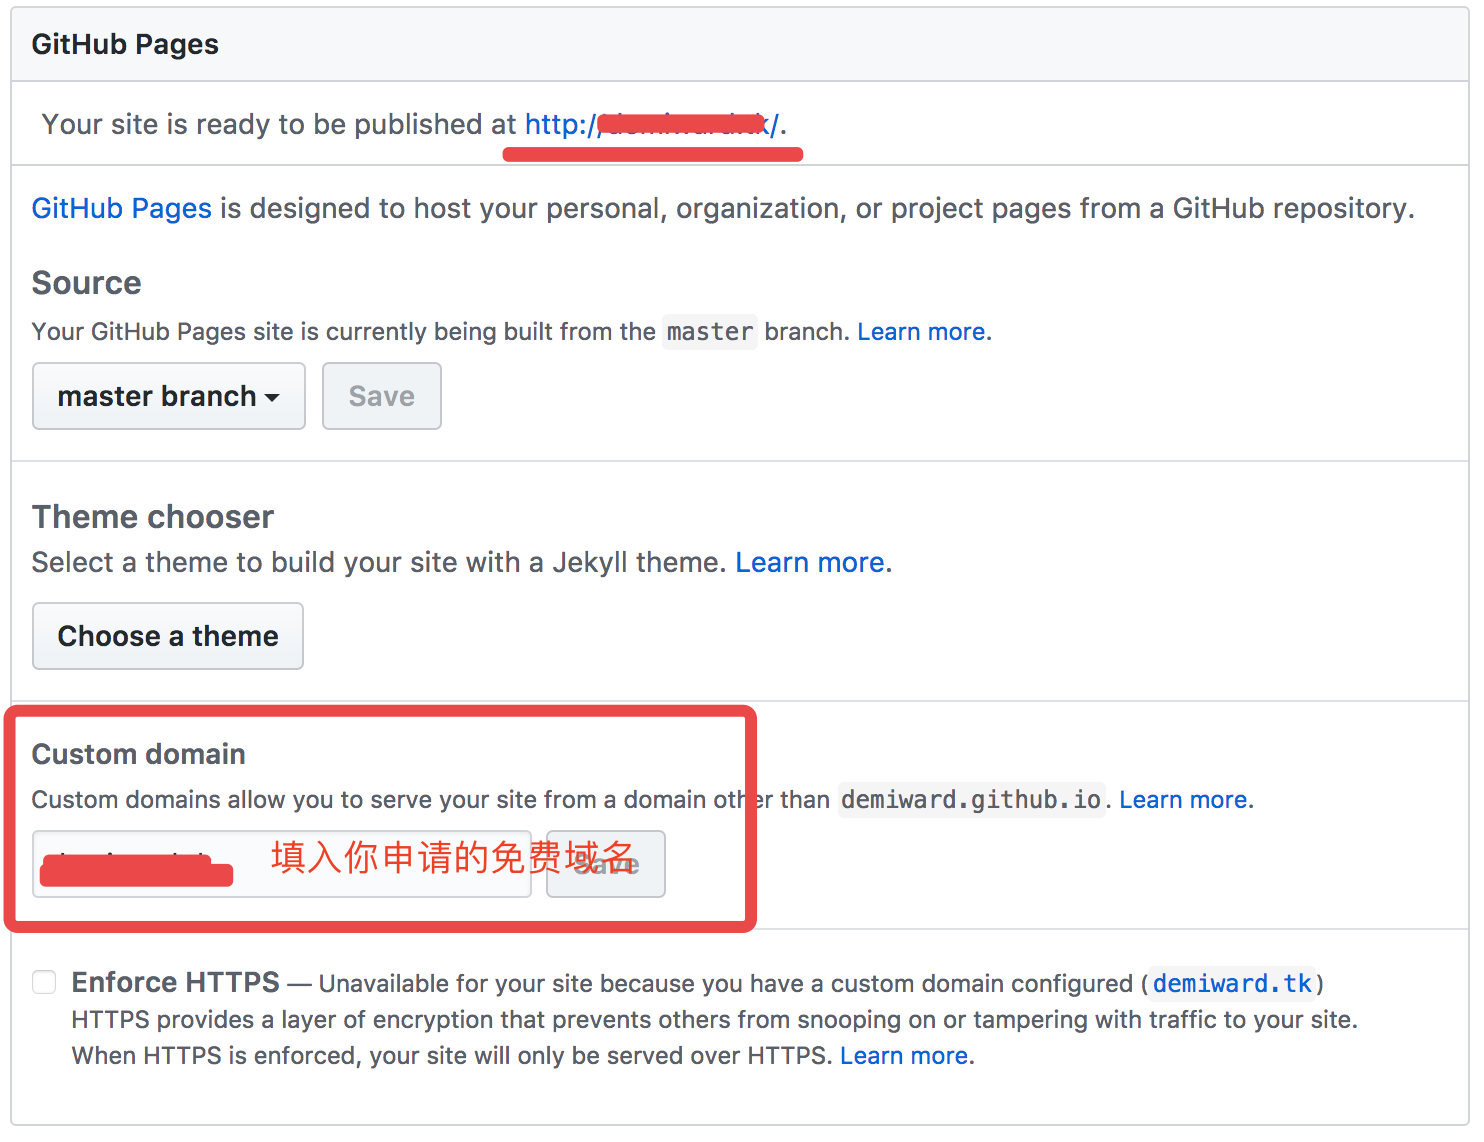 GitHub Pages
Your site is ready to be published at http:// /.
GitHub Pages is designed to host your personal, organization, or project pages from a GitHub repository.
Source
Your GitHub Pages site is currently being built from the master branch. Learn more.
master branch Save
Theme chooser
Select a theme to build your site with a Jekyll theme. Learn more.
Choose a theme
Custom domain
Custom domains allow you to serve your site from a domain other than demiward.github.io. Learn more.
填入你申请的免费域名 Save
Enforce HTTPS — Unavailable for your site because you have a custom domain configured (demiward.tk)
HTTPS provides a layer of encryption that prevents others from snooping on or tampering with traffic to your site.
When HTTPS is enforced, your site will only be served over HTTPS. Learn more.